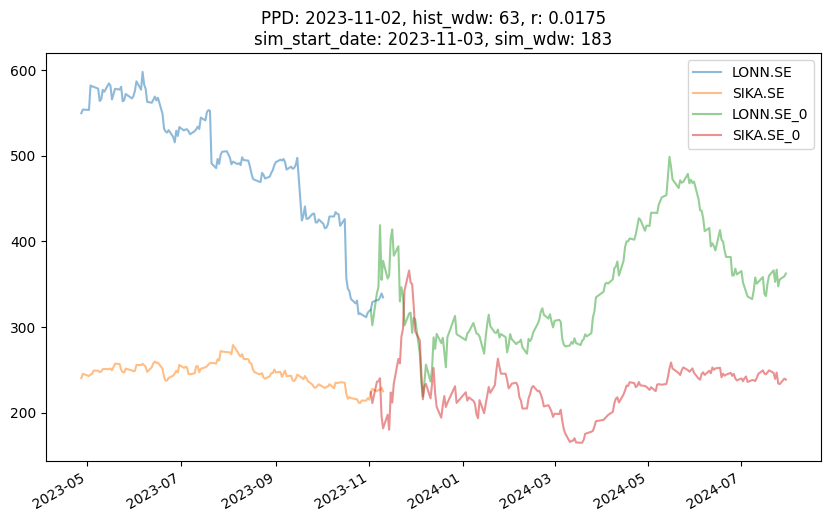 PPD: 2023-11-02, hist_wdw: 63, r: 0.0175
sim_start_date: 2023-11-03, sim_wdw: 183
LONN.SE
SIKA.SE
LONN.SE_0
SIKA.SE_0
600
500
400
300
200
2023-05
2023-07
2023-09
2023-11
2024-01
2024-03
2024-05
2024-07